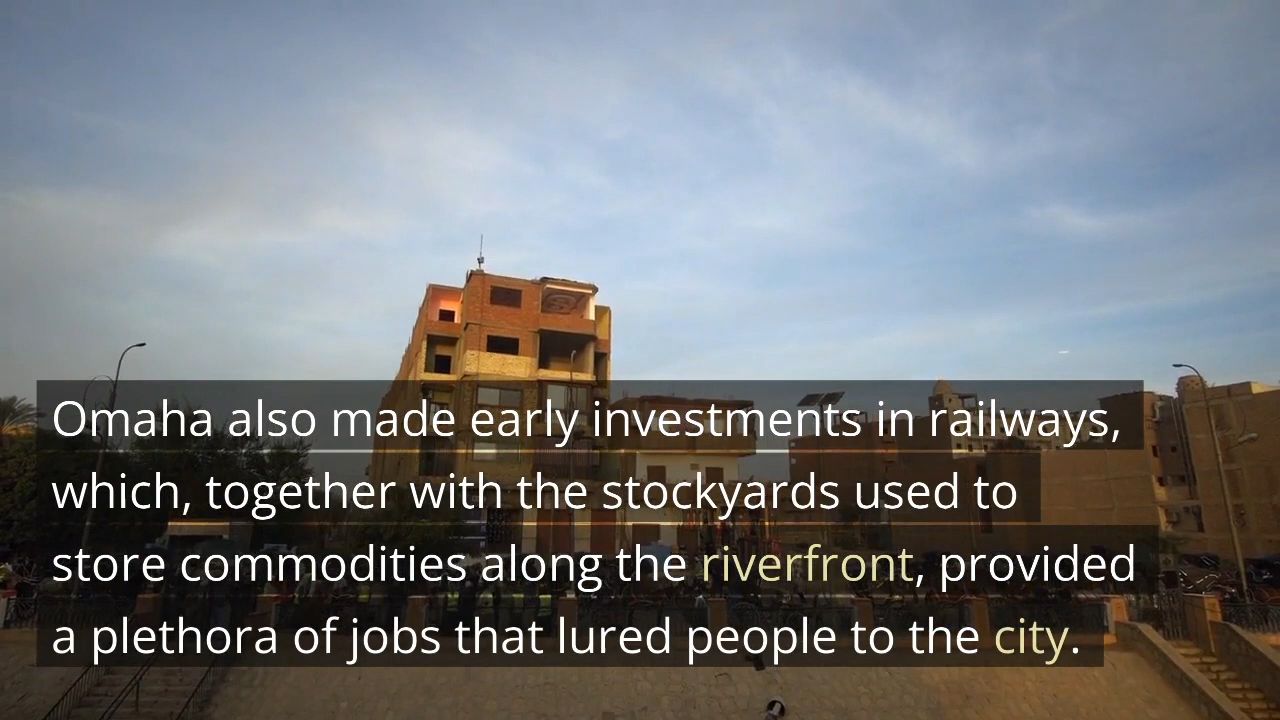 Omaha also made early investments in railways,
which, together with the stockyards used to
store commodities along the riverfront, provided
a plethora of jobs that lured people to the city.